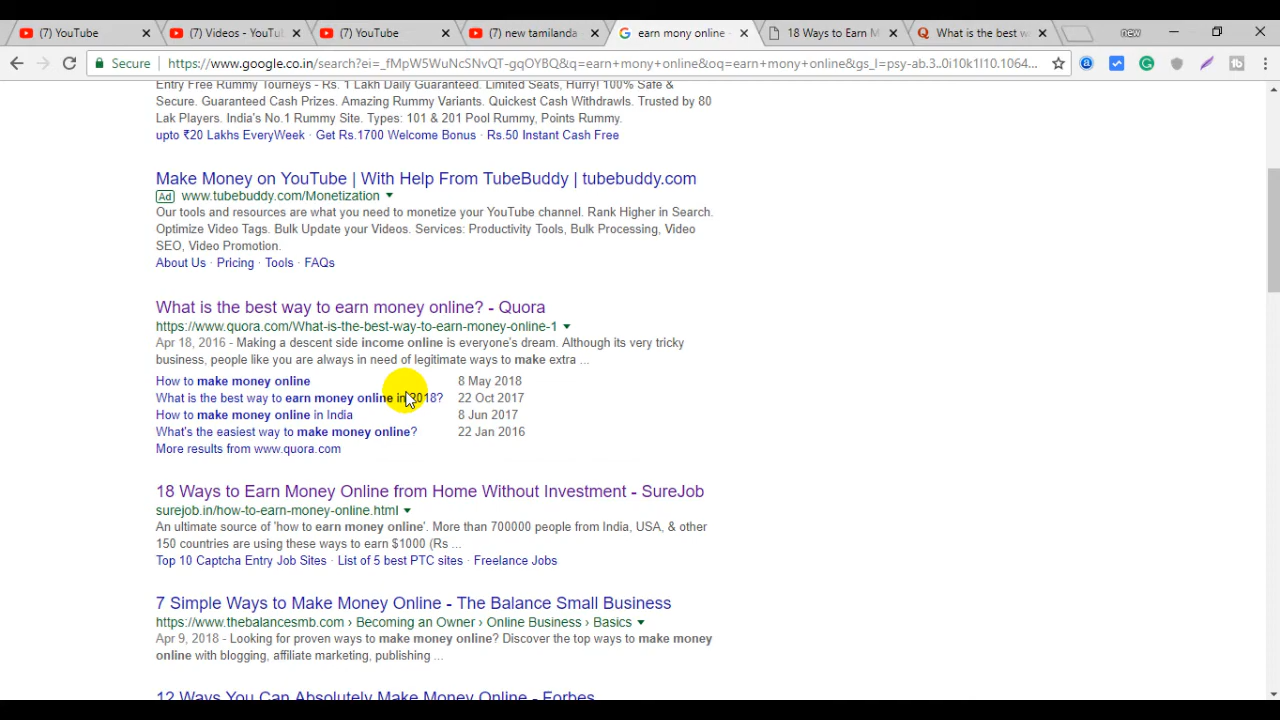 (7) YouTube
(7) Videos - YouTu
(7) YouTube
(7) new tamilanda
earn mony online -
18 Ways to Earn M
What is the best w
new
Secure
https://www.google.co.in/search?ei=_fMpW5WuNcSNvQT-gqOYBQ&q=earn+mony+online&oq=earn+mony+online&gs_l=psy-ab.3..0i10k1l10.1064...
Entry Free Rummy Tourneys - Rs. 1 Lakh Daily Guaranteed. Limited Seats, Hurry! 100% Safe &
Secure. Guaranteed Cash Prizes. Amazing Rummy Variants. Quickest Cash Withdrawls. Trusted by 80
Lak Players. India's No.1 Rummy Site. Types: 101 & 201 Pool Rummy, Points Rummy.
upto ₹20 Lakhs EveryWeek · Get Rs.1700 Welcome Bonus · Rs.50 Instant Cash Free
Make Money on YouTube | With Help From TubeBuddy | tubebuddy.com
Ad www.tubebuddy.com/Monetization
Our tools and resources are what you need to monetize your YouTube channel. Rank Higher in Search.
Optimize Video Tags. Bulk Update your Videos. Services: Productivity Tools, Bulk Processing, Video
SEO, Video Promotion.
About Us · Pricing · Tools · FAQs
What is the best way to earn money online? - Quora
https://www.quora.com/What-is-the-best-way-to-earn-money-online-1
Apr 18, 2016 - Making a descent side income online is everyone's dream. Although its very tricky
business, people like you are always in need of legitimate ways to make extra ...
How to make money online 8 May 2018
What is the best way to earn money online in 2018? 22 Oct 2017
How to make money online in India 8 Jun 2017
What's the easiest way to make money online? 22 Jan 2016
More results from www.quora.com
18 Ways to Earn Money Online from Home Without Investment - SureJob
surejob.in/how-to-earn-money-online.html
An ultimate source of 'how to earn money online'. More than 700000 people from India, USA, & other
150 countries are using these ways to earn $1000 (Rs ...
Top 10 Captcha Entry Job Sites · List of 5 best PTC sites · Freelance Jobs
7 Simple Ways to Make Money Online - The Balance Small Business
https://www.thebalancesmb.com › Becoming an Owner › Online Business › Basics
Apr 9, 2018 - Looking for proven ways to make money online? Discover the top ways to make money
online with blogging, affiliate marketing, publishing ...
12 Ways You Can Absolutely Make Money Online - Forbes